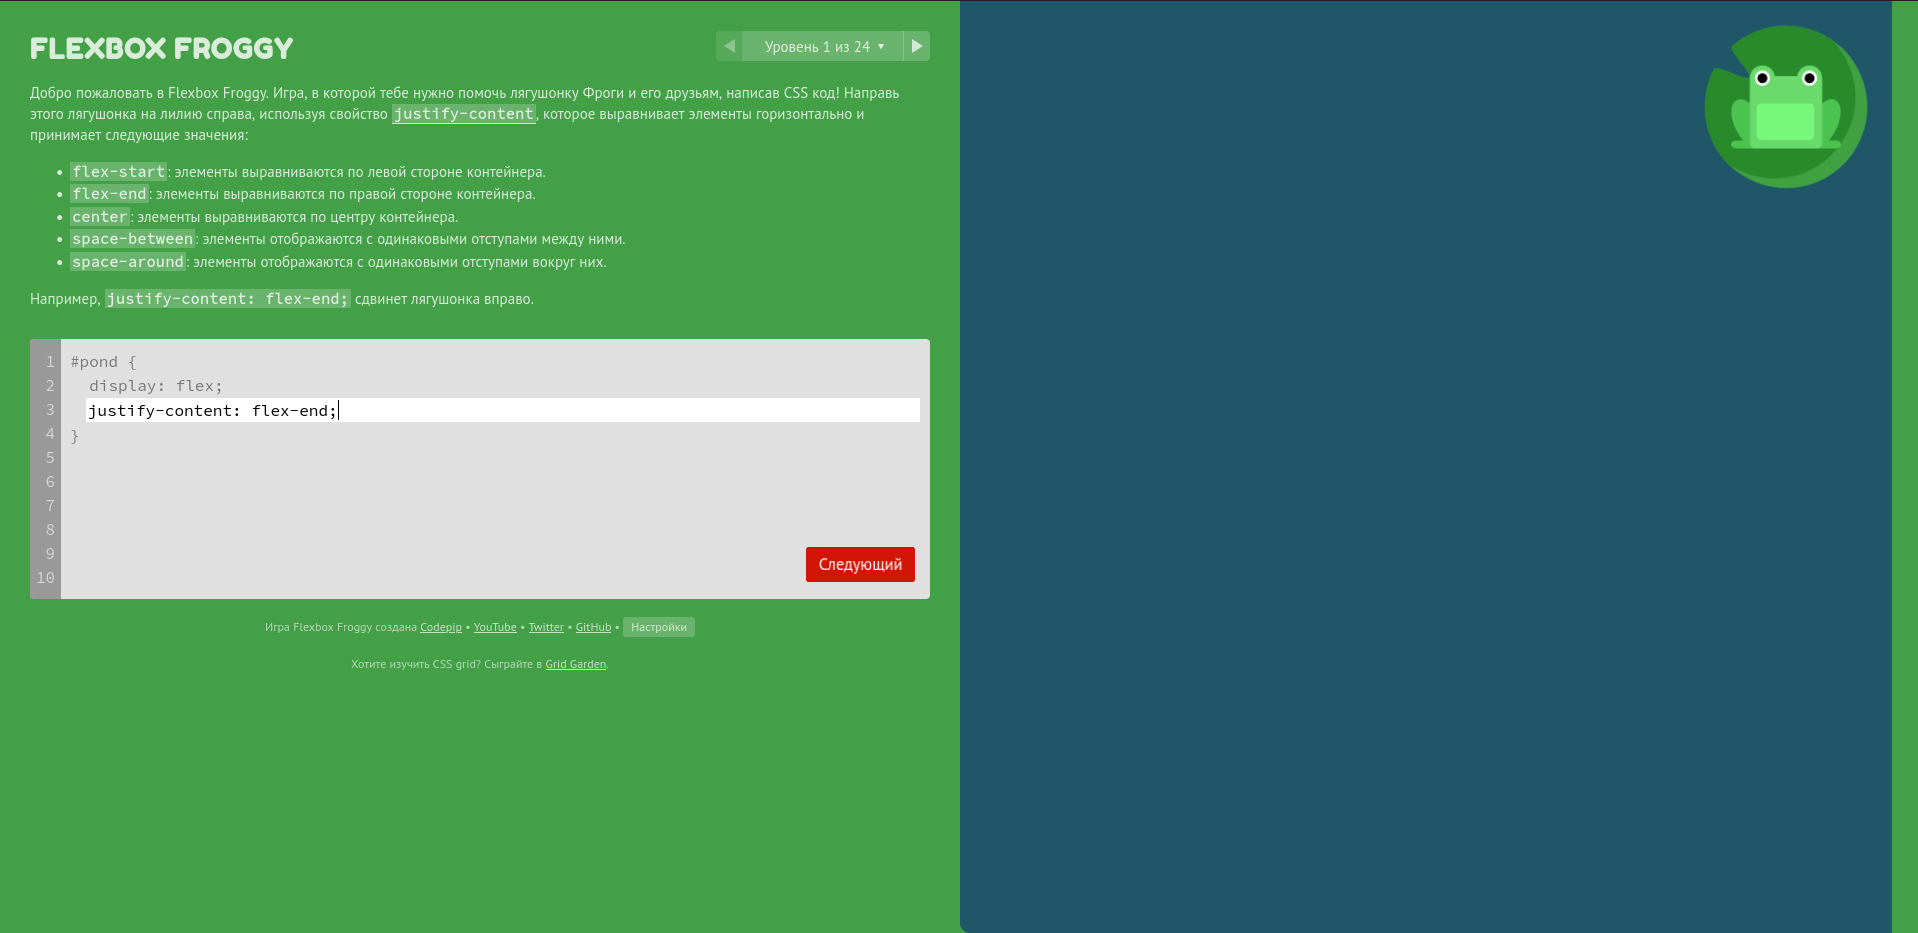 FLEXBOX FROGGY
Уровень 1 из 24 ▾
Добро пожаловать в Flexbox Froggy. Игра, в которой тебе нужно помочь лягушонку Фроги и его друзьям, написав CSS код! Направь
этого лягушонка на лилию справа, используя свойство justify-content, которое выравнивает элементы горизонтально и
принимает следующие значения:
• flex-start: элементы выравниваются по левой стороне контейнера.
• flex-end: элементы выравниваются по правой стороне контейнера.
• center: элементы выравниваются по центру контейнера.
• space-between: элементы отображаются с одинаковыми отступами между ними.
• space-around: элементы отображаются с одинаковыми отступами вокруг них.
Например, justify-content: flex-end; сдвинет лягушонка вправо.
1 #pond {
2 display: flex;
3 justify-content: flex-end;
4 }
5
6
7
8
9
10
Следующий
Игра Flexbox Froggy создана Codepip • YouTube • Twitter • GitHub • Настройки
Хотите изучить CSS grid? Сыграйте в Grid Garden.